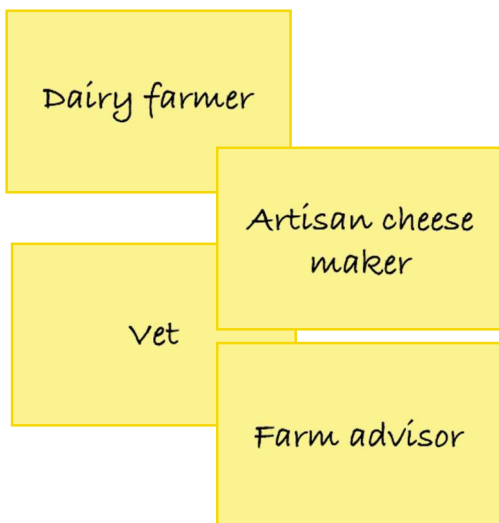 Dairy farmer
Artisan cheese
maker
Vet
Farm advisor